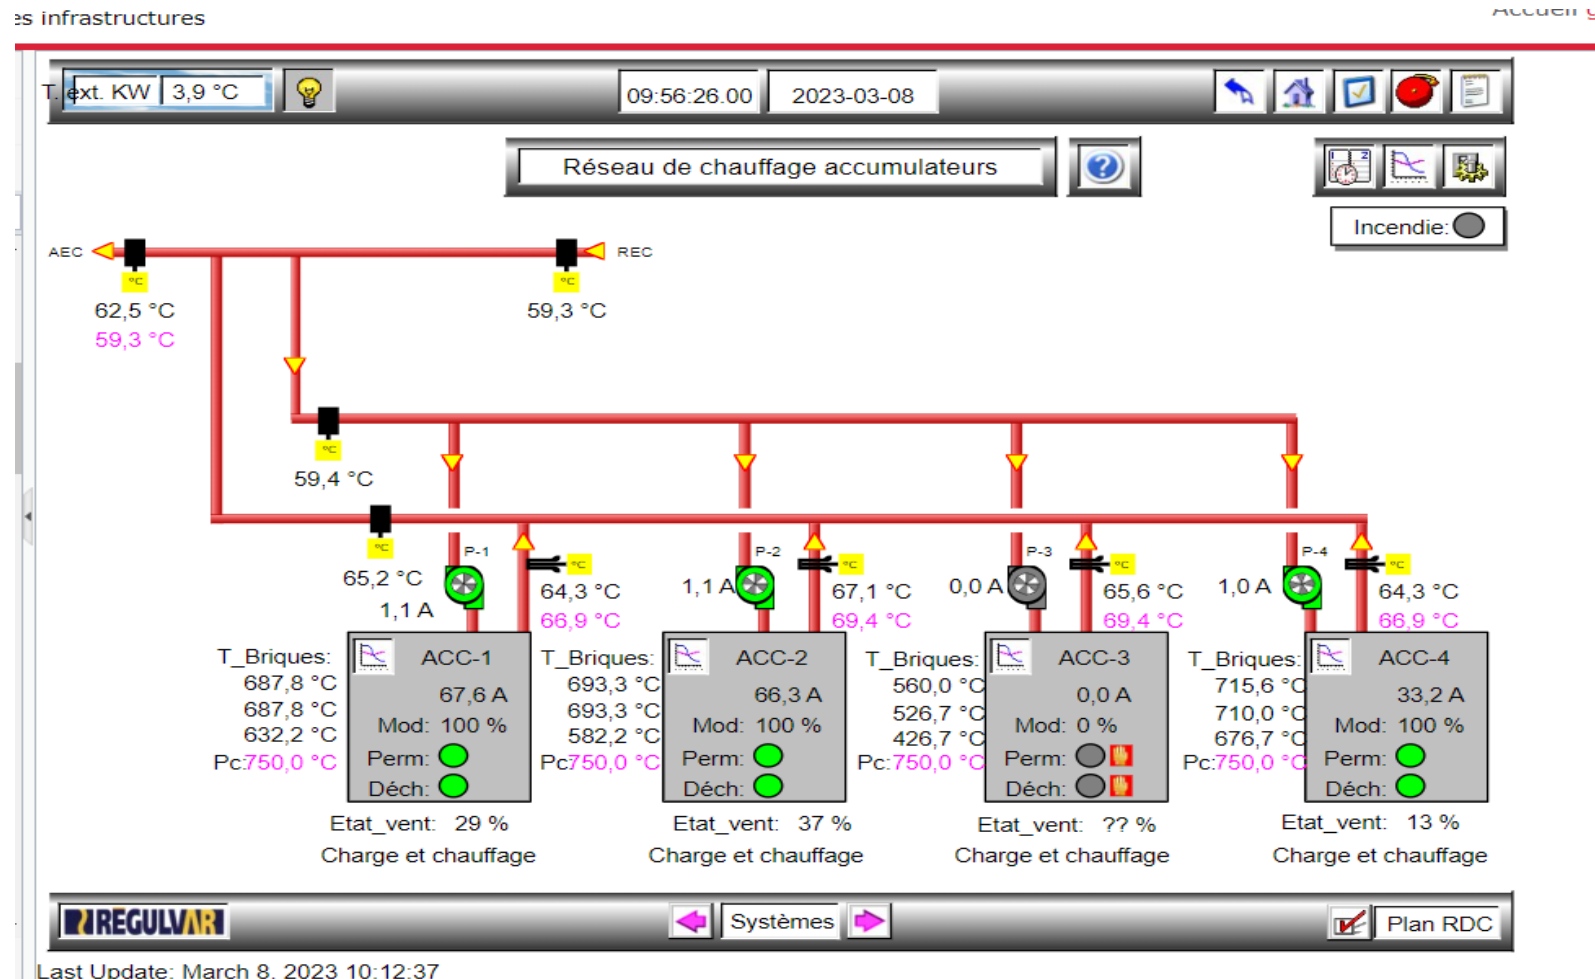 es infrastructures
Accueil
T. ext. KW 3,9 °C 09:56:26.00 2023-03-08
Réseau de chauffage accumulateurs
Incendie:
AEC REC
°C °C
62,5 °C 59,3 °C
59,3 °C
°C
59,4 °C
°C
65,2 °C
P-1 P-2 P-3 P-4
°C °C °C °C
1,1 A 1,1 A 0,0 A 1,0 A
64,3 °C 67,1 °C 65,6 °C 64,3 °C
66,9 °C 69,4 °C 69,4 °C 66,9 °C
T_Briques: ACC-1 T_Briques: ACC-2 T_Briques: ACC-3 T_Briques: ACC-4
687,8 °C 67,6 A 693,3 °C 66,3 A 560,0 °C 0,0 A 715,6 °C 33,2 A
687,8 °C Mod: 100 % 693,3 °C Mod: 100 % 526,7 °C Mod: 0 % 710,0 °C Mod: 100 %
632,2 °C 582,2 °C 426,7 °C 676,7 °C
Pc:750,0 °C Perm: Pc:750,0 °C Perm: Pc:750,0 °C Perm: Pc:750,0 °C Perm:
Déch: Déch: Déch: Déch:
Etat_vent: 29 % Etat_vent: 37 % Etat_vent: ?? % Etat_vent: 13 %
Charge et chauffage Charge et chauffage Charge et chauffage Charge et chauffage
RÉGULVAR Systèmes Plan RDC
Last Update: March 8, 2023 10:12:37